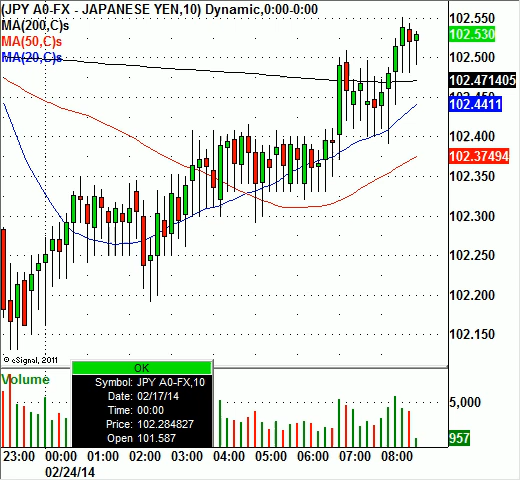 (JPY A0-FX - JAPANESE YEN,10) Dynamic,0:00-0:00
MA(200,C)s
MA(50,C)s
MA(20,C)s
102.550
102.530
102.500
102.471405
102.4411
102.400
102.37494
102.350
102.300
102.250
102.200
102.150
© eSignal, 2011
Volume
OK
Symbol: JPY A0-FX,10
Date: 02/17/14
Time: 00:00
Price: 102.284827
Open 101.587
5,000
957
23:00 00:00 01:00 02:00 03:00 04:00 05:00 06:00 07:00 08:00
02/24/14